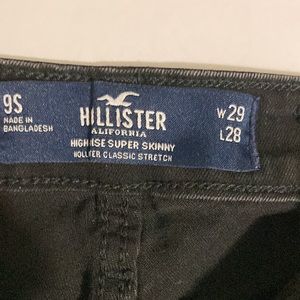 9S
MADE IN
BANGLADESH
HOLLISTER
CALIFORNIA
HIGH RISE SUPER SKINNY
HOLLISTER CLASSIC STRETCH
W29
L28